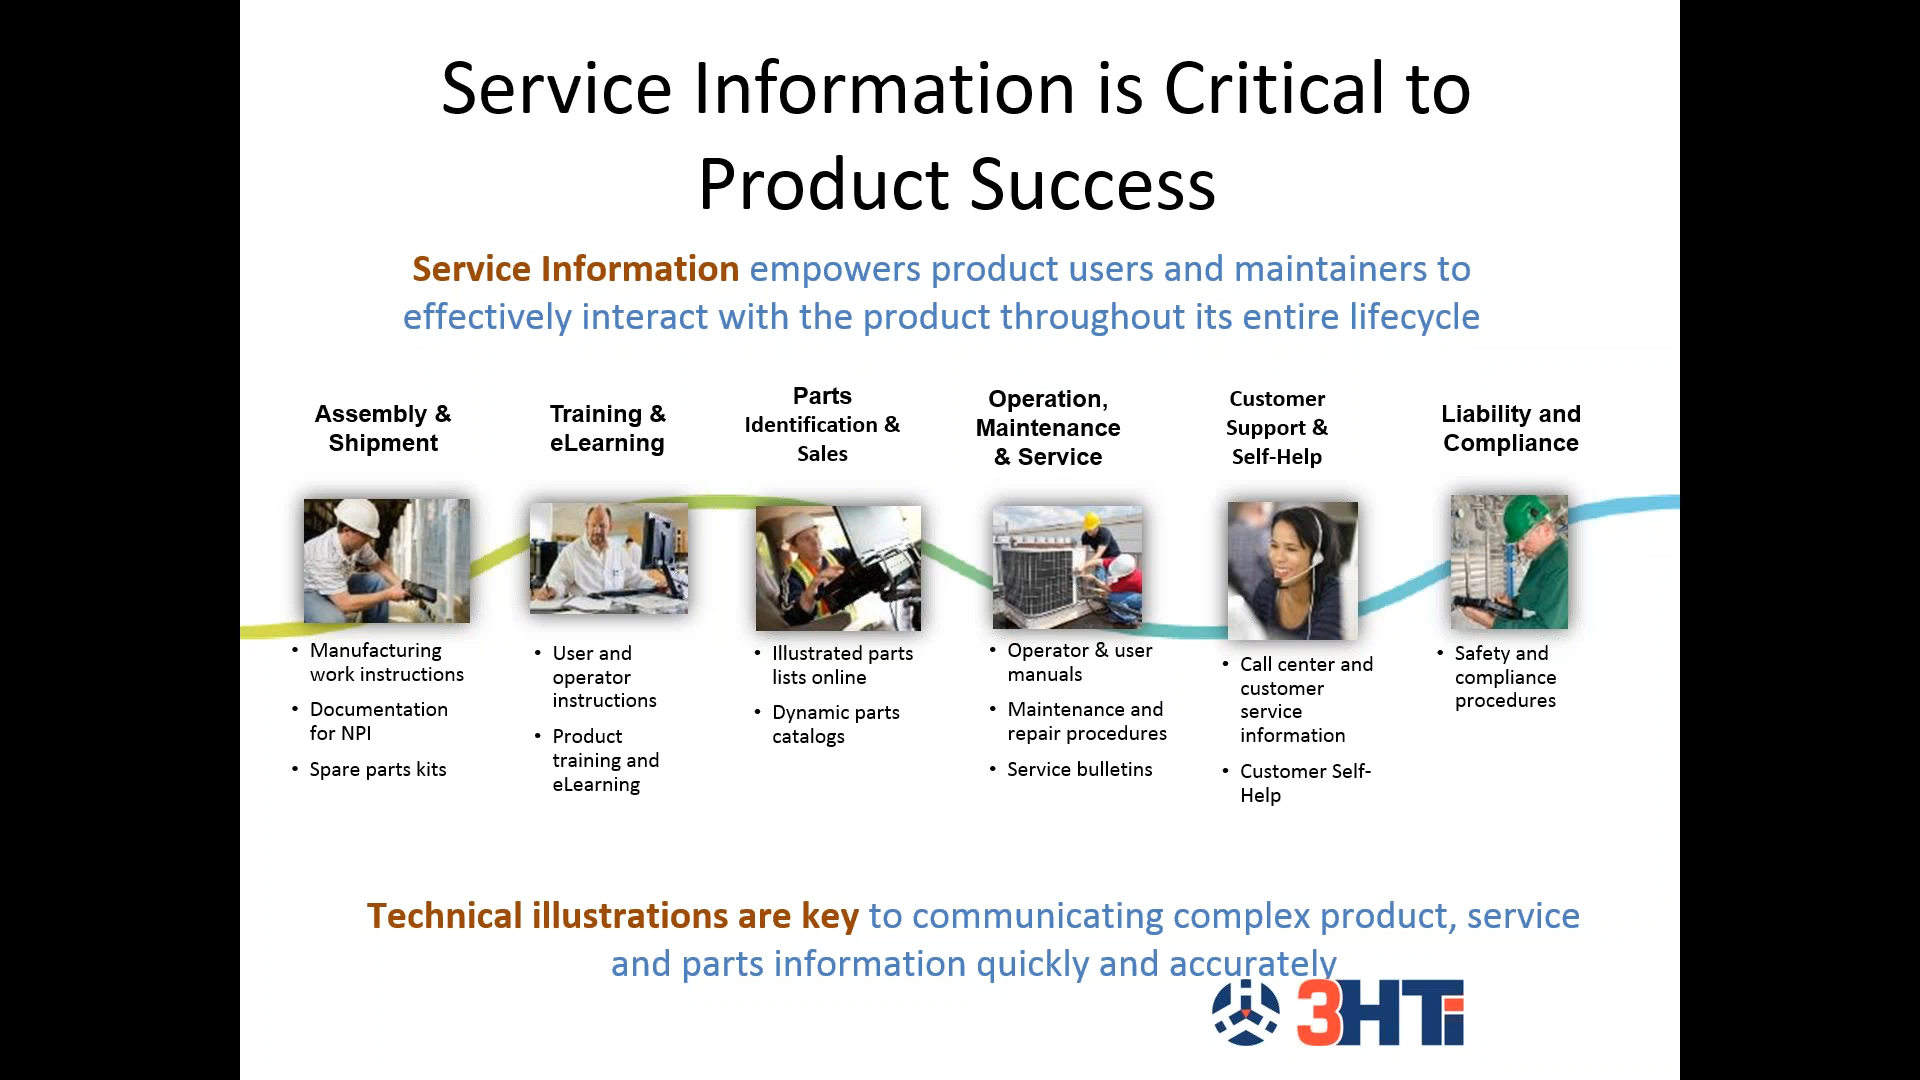 Service Information is Critical to
Product Success
Service Information empowers product users and maintainers to
effectively interact with the product throughout its entire lifecycle
Assembly &
Shipment
Manufacturing
work instructions
Documentation
for NPI
Spare parts kits
Training &
eLearning
User and
operator
instructions
Product
training and
eLearning
Parts
Identification &
Sales
Illustrated parts
lists online
Dynamic parts
catalogs
Operation,
Maintenance
& Service
Operator & user
manuals
Maintenance and
repair procedures
Service bulletins
Customer
Support &
Self-Help
Call center and
customer
service
information
Customer Self-
Help
Liability and
Compliance
Safety and
compliance
procedures
Technical illustrations are key to communicating complex product, service
and parts information quickly and accurately
3HTi